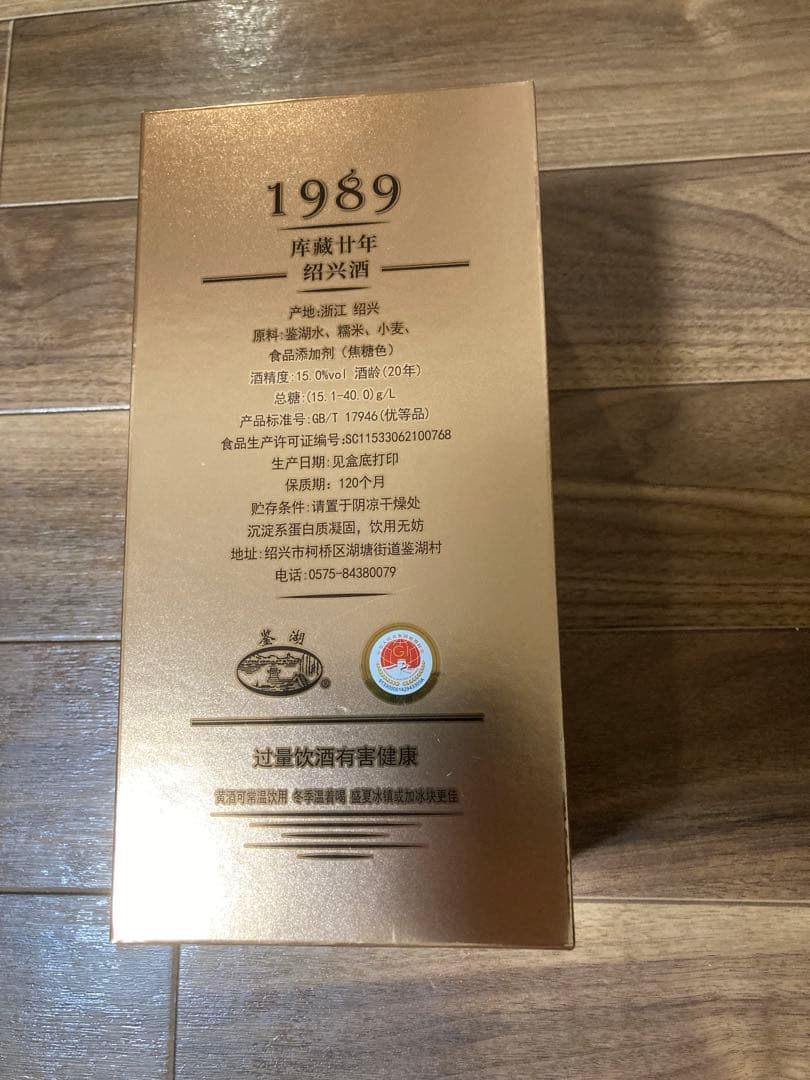 1989
库藏廿年
绍兴酒
产地:浙江 绍兴
原料:鉴湖水、糯米、小麦、
食品添加剂（焦糖色）
酒精度:15.0%vol 酒龄(20年)
总糖:(15.1-40.0)g/L
产品标准号:GB/T 17946(优等品)
食品生产许可证编号:SC11533062100768
生产日期:见盒底打印
保质期: 120个月
贮存条件:请置于阴凉干燥处
沉淀系蛋白质凝固，饮用无妨
地址:绍兴市柯桥区湖塘街道鉴湖村
电话:0575-84380079
鉴湖
GI
过量饮酒有害健康
黄酒可常温饮用 冬季温着喝 盛夏冰镇或加冰块更佳